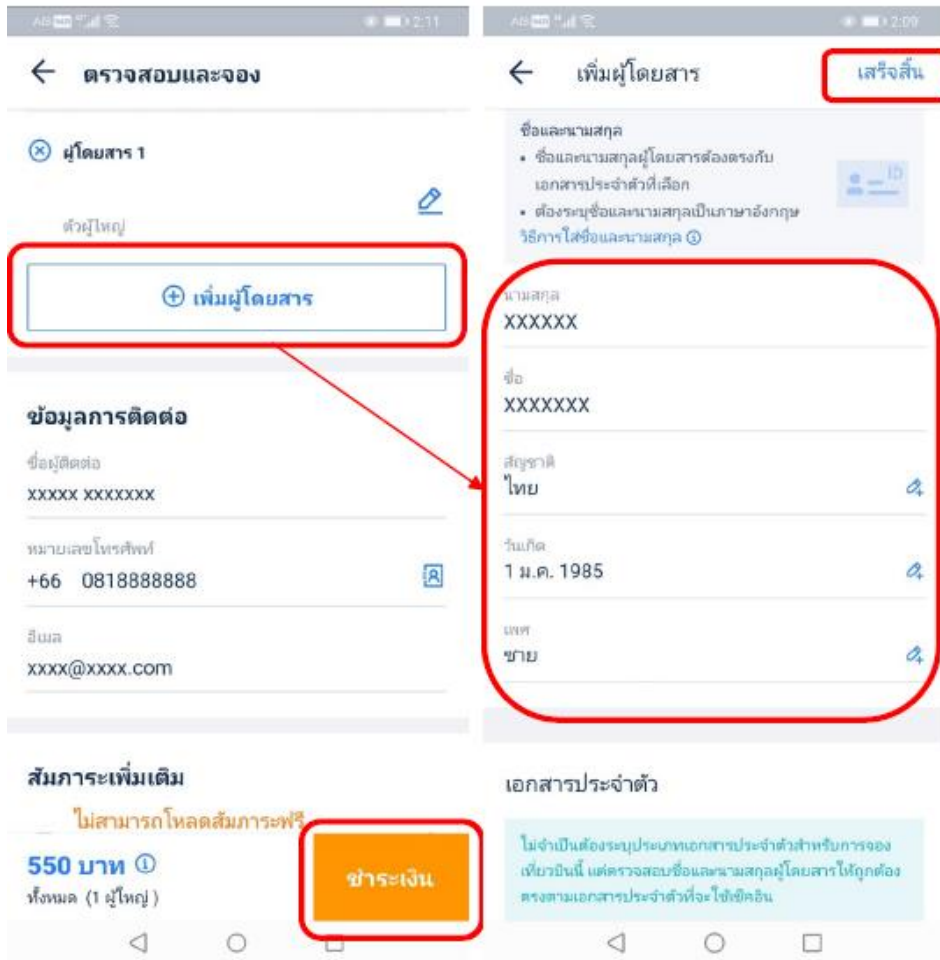 AIS 2:11
ตรวจสอบและจอง
ผู้โดยสาร 1
ตัวผู้ใหญ่
เพิ่มผู้โดยสาร
ข้อมูลการติดต่อ
ชื่อผู้ติดต่อ
xxxxx xxxxxxx
หมายเลขโทรศัพท์
+66 0818888888
อีเมล
xxxx@xxxx.com
สัมภาระเพิ่มเติม
ไม่สามารถโหลดสัมภาระฟรี
550 บาท
ทั้งหมด (1 ผู้ใหญ่)
ชำระเงิน
AIS 2:09
เพิ่มผู้โดยสาร
เสร็จสิ้น
ชื่อและนามสกุล
• ชื่อและนามสกุลผู้โดยสารต้องตรงกับ
เอกสารประจำตัวที่เลือก
• ต้องระบุชื่อและนามสกุลเป็นภาษาอังกฤษ
วิธีการใส่ชื่อและนามสกุล
ID
นามสกุล
XXXXXX
ชื่อ
XXXXXXX
สัญชาติ
ไทย
วันเกิด
1 ม.ค. 1985
เพศ
ชาย
เอกสารประจำตัว
ไม่จำเป็นต้องระบุประเภทเอกสารประจำตัวสำหรับการจอง
เที่ยวบินนี้ แต่ตรวจสอบชื่อและนามสกุลผู้โดยสารให้ถูกต้อง
ตรงตามเอกสารประจำตัวที่จะใช้เช็คอิน